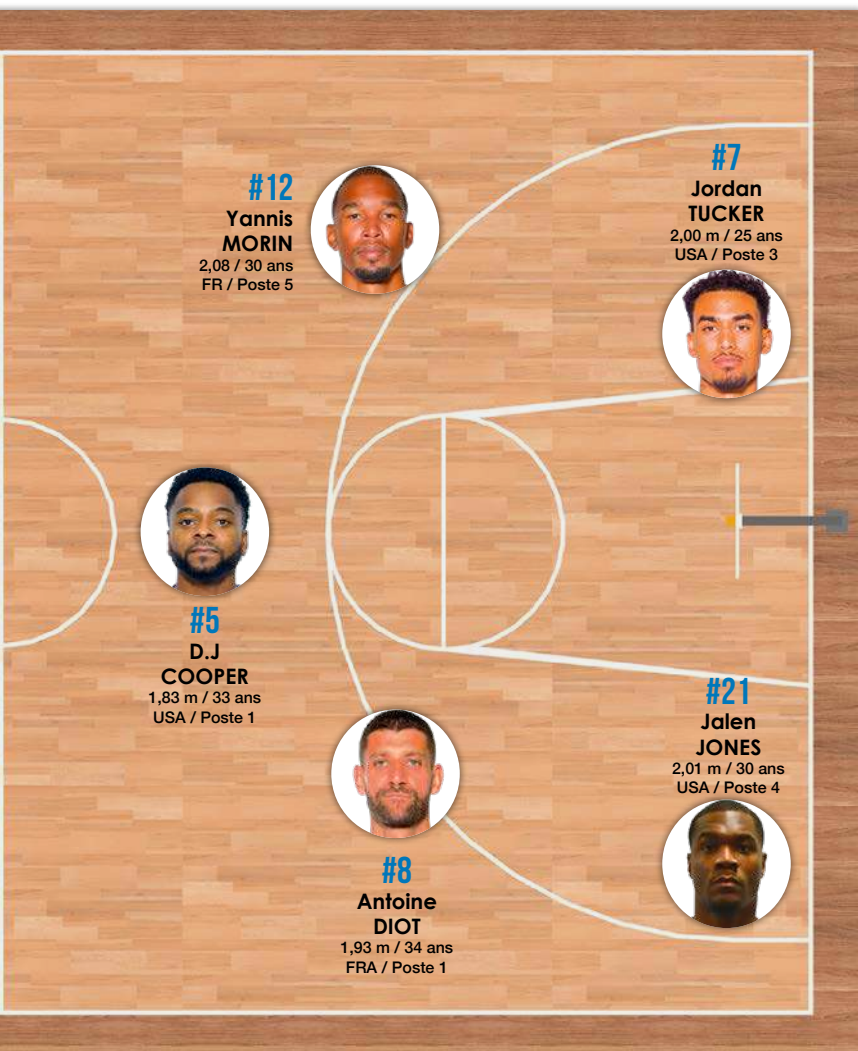 #12
Yannis
MORIN
2,08 / 30 ans
FR / Poste 5
#7
Jordan
TUCKER
2,00 m / 25 ans
USA / Poste 3
#5
D.J
COOPER
1,83 m / 33 ans
USA / Poste 1
#21
Jalen
JONES
2,01 m / 30 ans
USA / Poste 4
#8
Antoine
DIOT
1,93 m / 34 ans
FRA / Poste 1